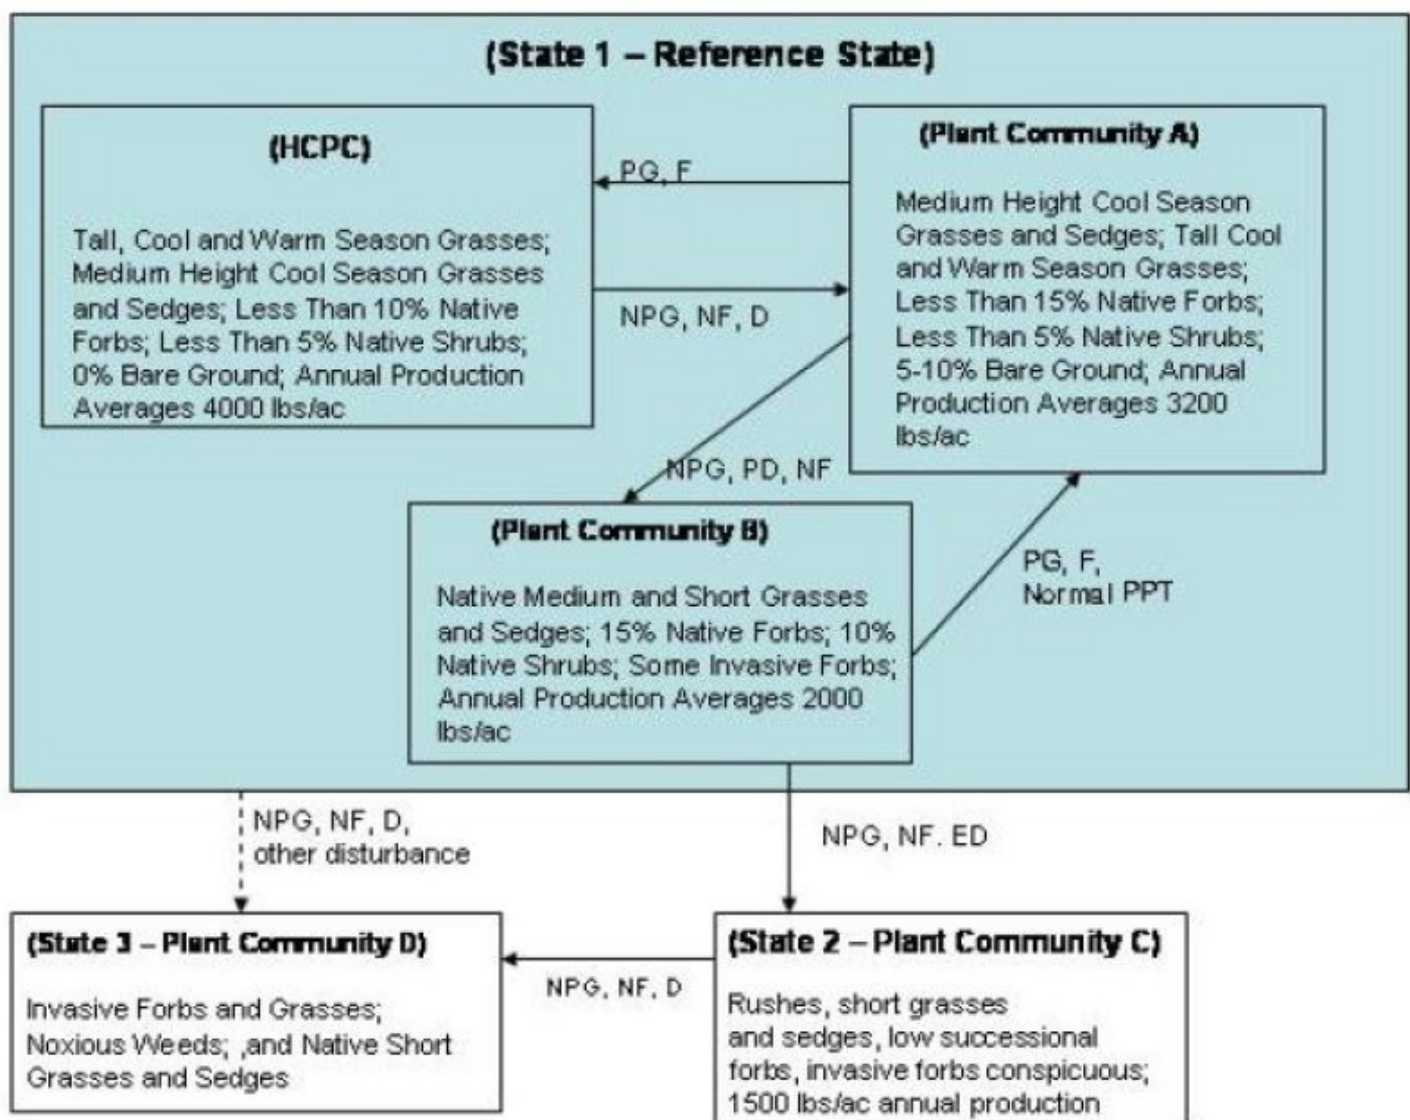 (State 1 – Reference State)
(HCPC)
Tall, Cool and Warm Season Grasses;
Medium Height Cool Season Grasses
and Sedges; Less Than 10% Native
Forbs; Less Than 5% Native Shrubs;
0% Bare Ground; Annual Production
Averages 4000 lbs/ac
PG, F
NPG, NF, D
(Plant Community A)
Medium Height Cool Season
Grasses and Sedges; Tall Cool
and Warm Season Grasses;
Less Than 15% Native Forbs;
Less Than 5% Native Shrubs;
5-10% Bare Ground; Annual
Production Averages 3200
lbs/ac
NPG, PD, NF
(Plant Community B)
Native Medium and Short Grasses
and Sedges; 15% Native Forbs; 10%
Native Shrubs; Some Invasive Forbs;
Annual Production Averages 2000
lbs/ac
PG, F,
Normal PPT
NPG, NF, D,
other disturbance
NPG, NF. ED
(State 3 – Plant Community D)
Invasive Forbs and Grasses;
Noxious Weeds; ,and Native Short
Grasses and Sedges
NPG, NF, D
(State 2 – Plant Community C)
Rushes, short grasses
and sedges, low successional
forbs, invasive forbs conspicuous;
1500 lbs/ac annual production